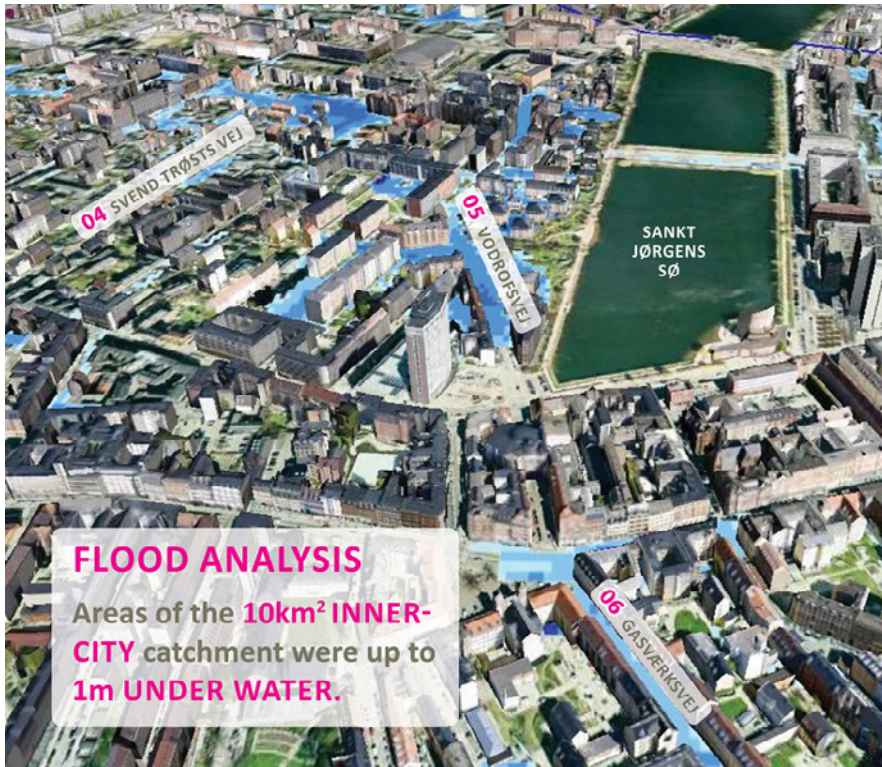 04 SVEND TRØSTS VEJ
05 VODROFSVEJ
SANKT
JØRGENS
SØ
FLOOD ANALYSIS
Areas of the 10km² INNER-
CITY catchment were up to
1m UNDER WATER.
06 GASVÆRKSVEJ